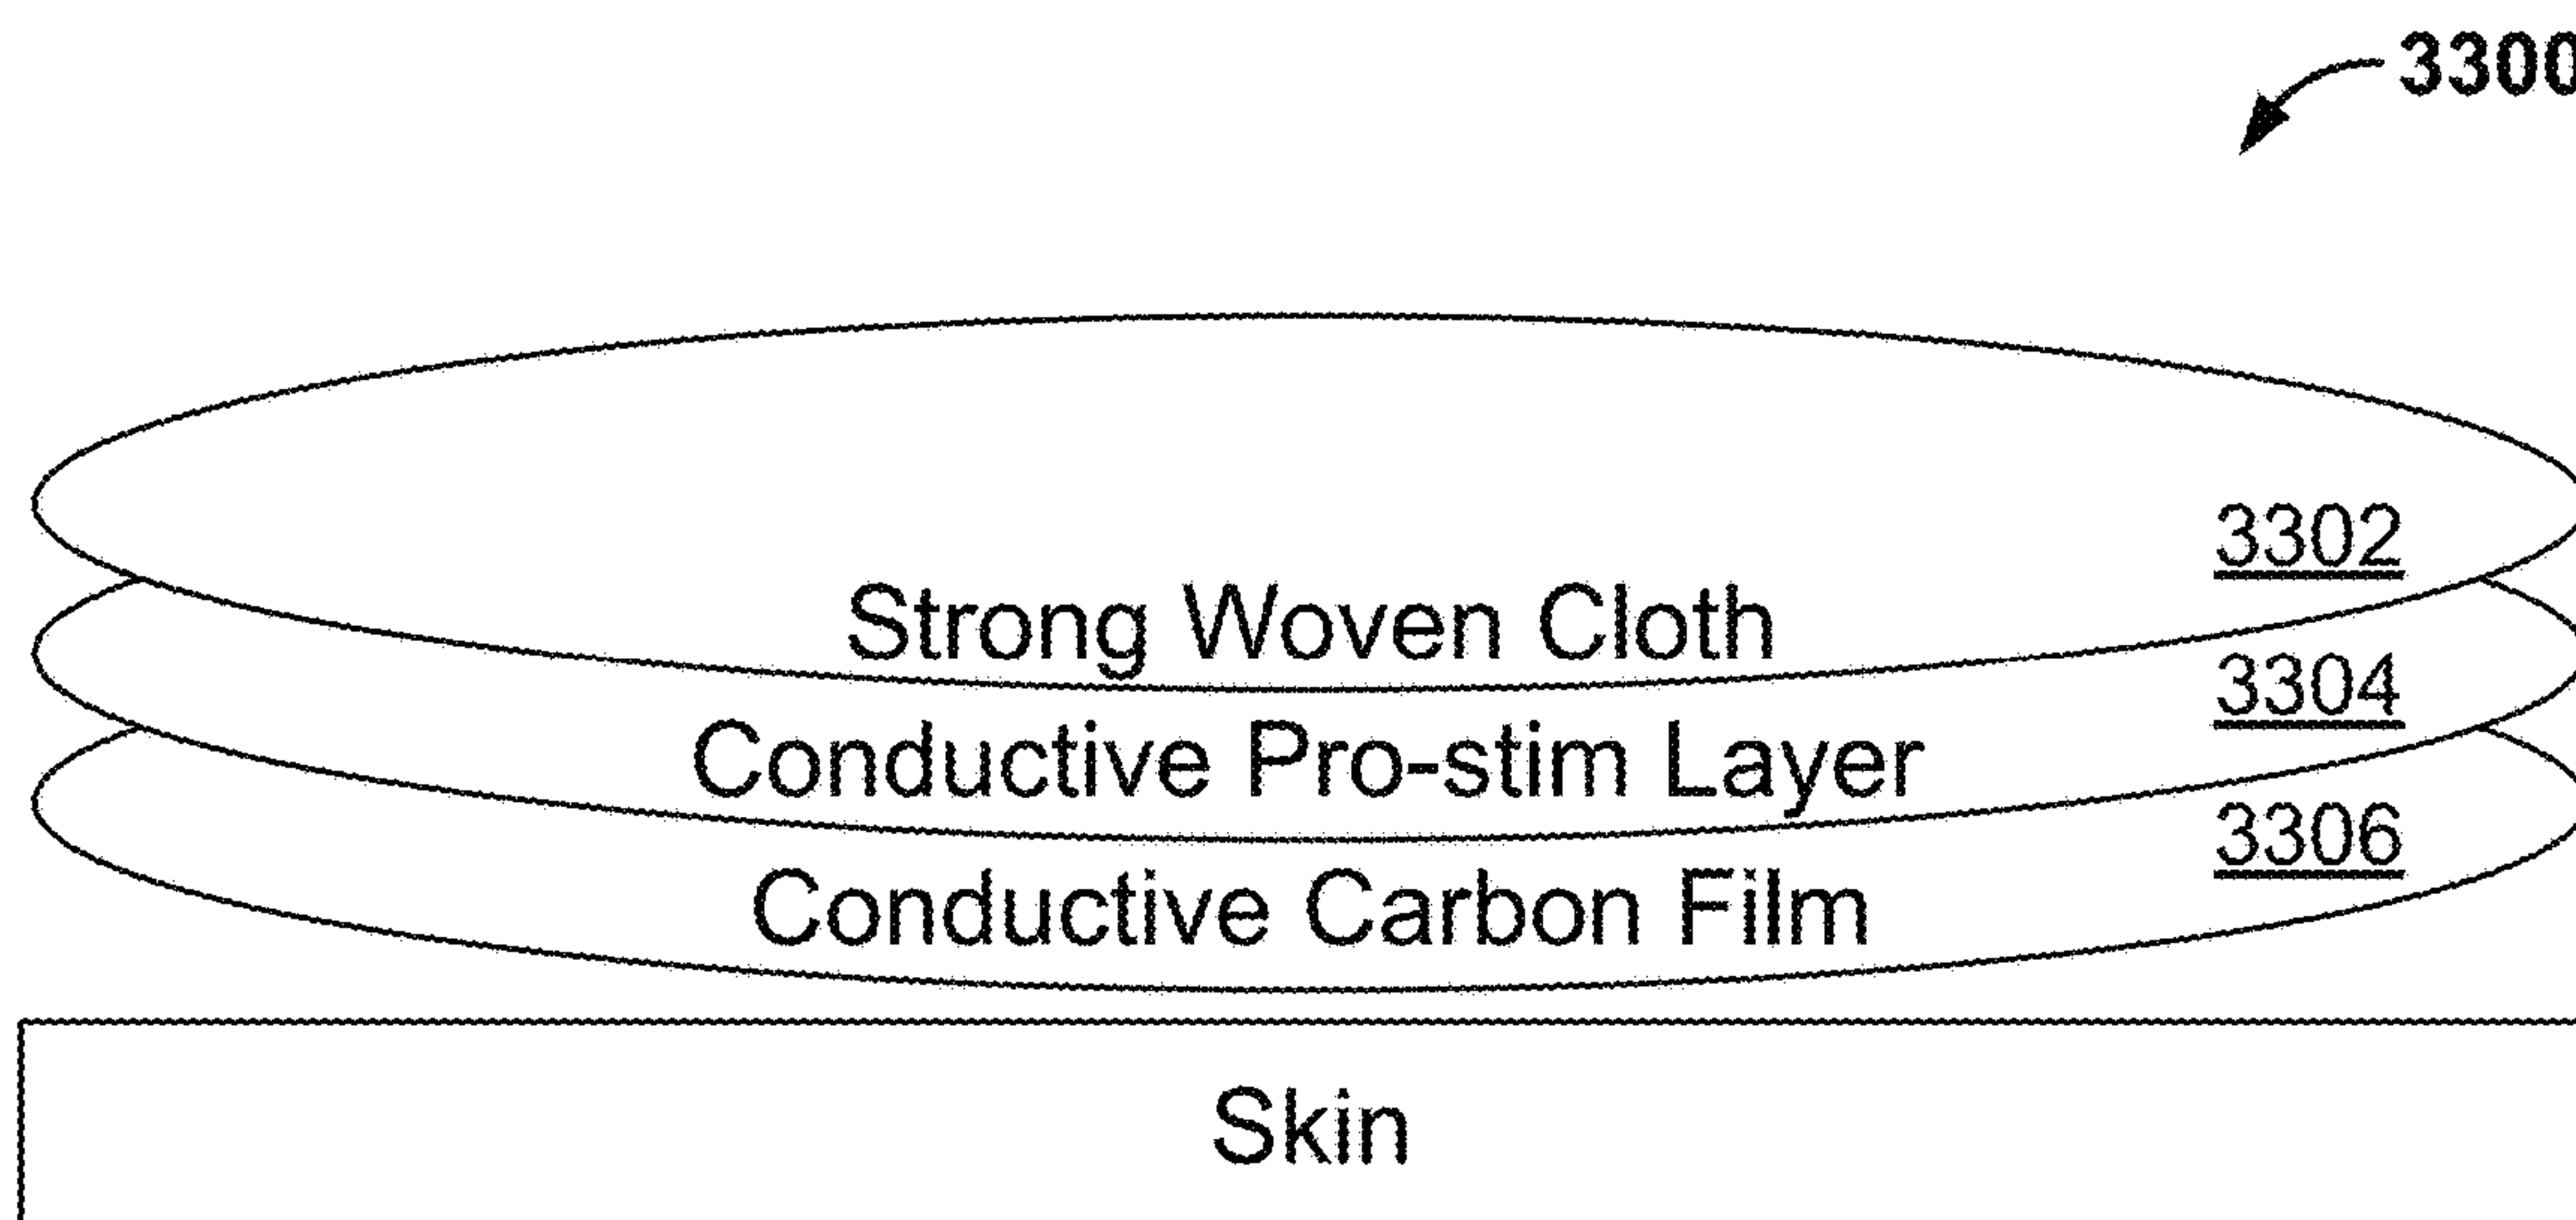 3300
3302
Strong Woven Cloth
3304
Conductive Pro-stim Layer
3306
Conductive Carbon Film
Skin